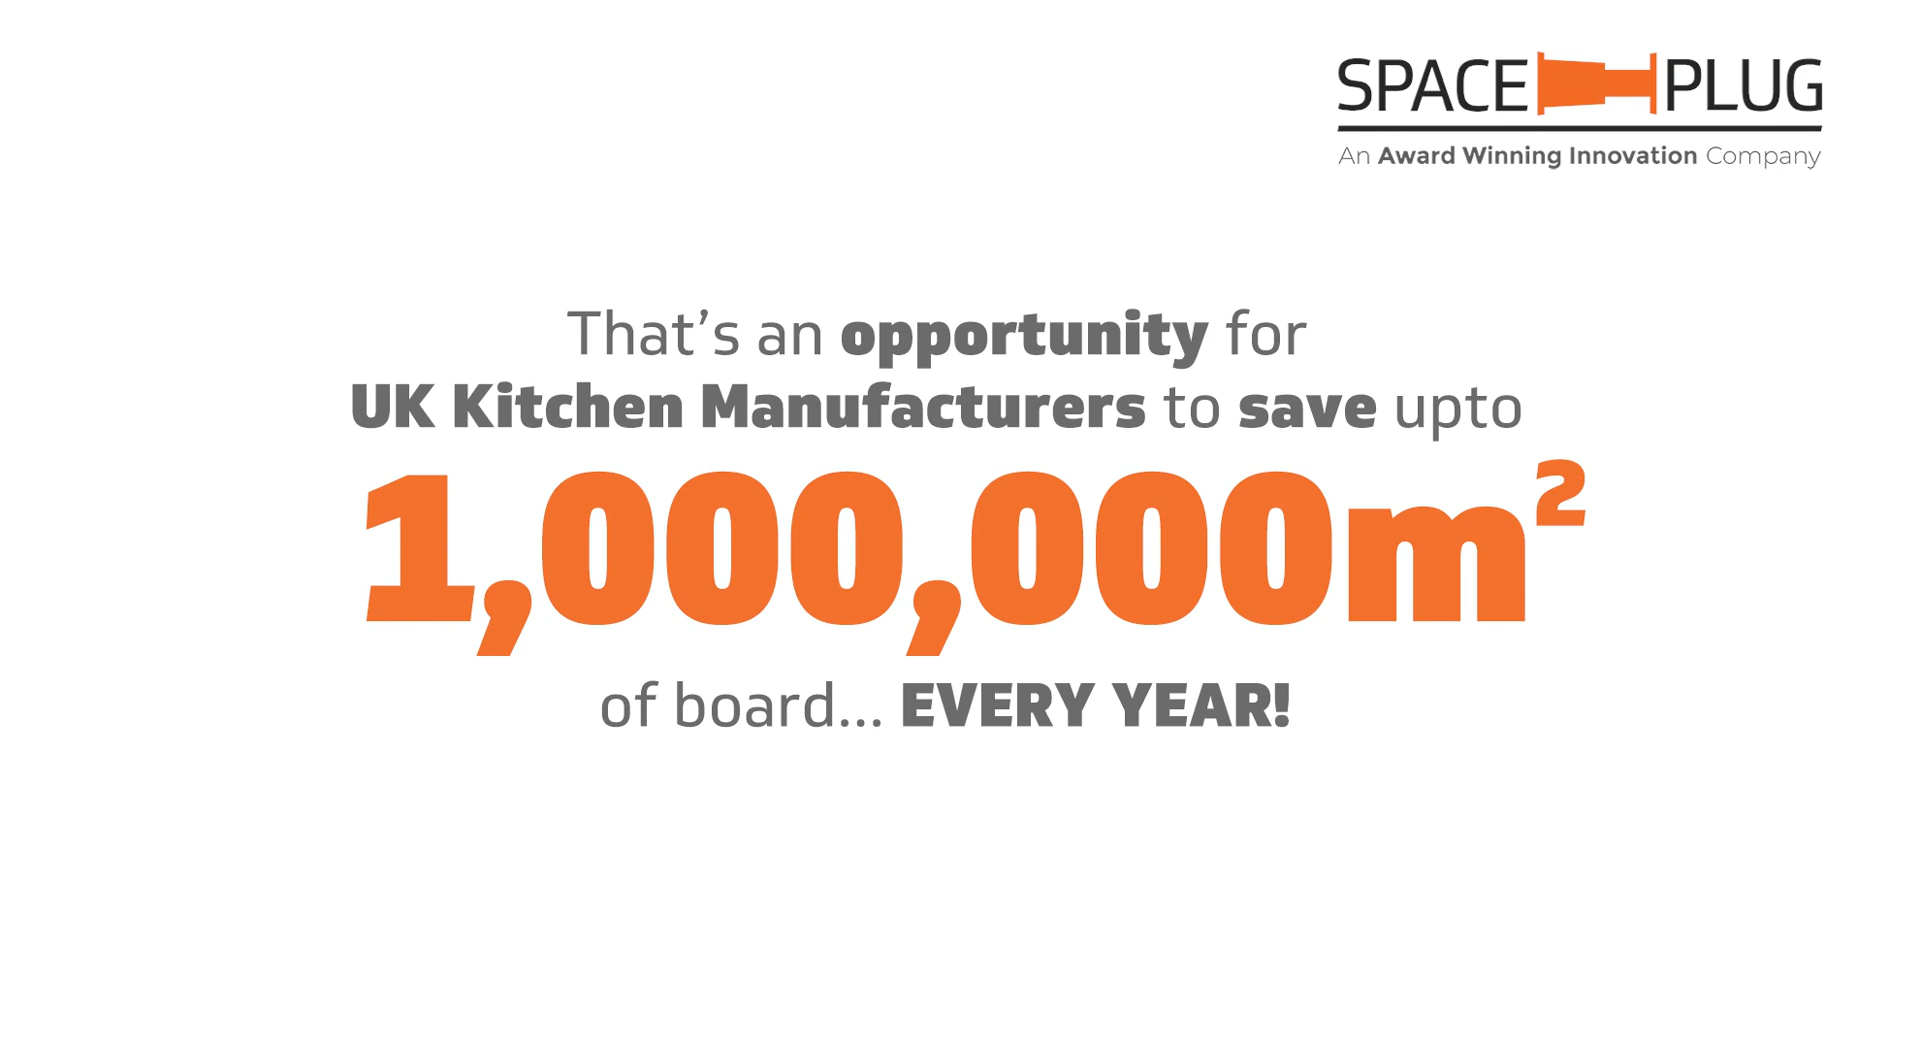 SPACE PLUG
An Award Winning Innovation Company
That’s an opportunity for
UK Kitchen Manufacturers to save upto
1,000,000m²
of board... EVERY YEAR!